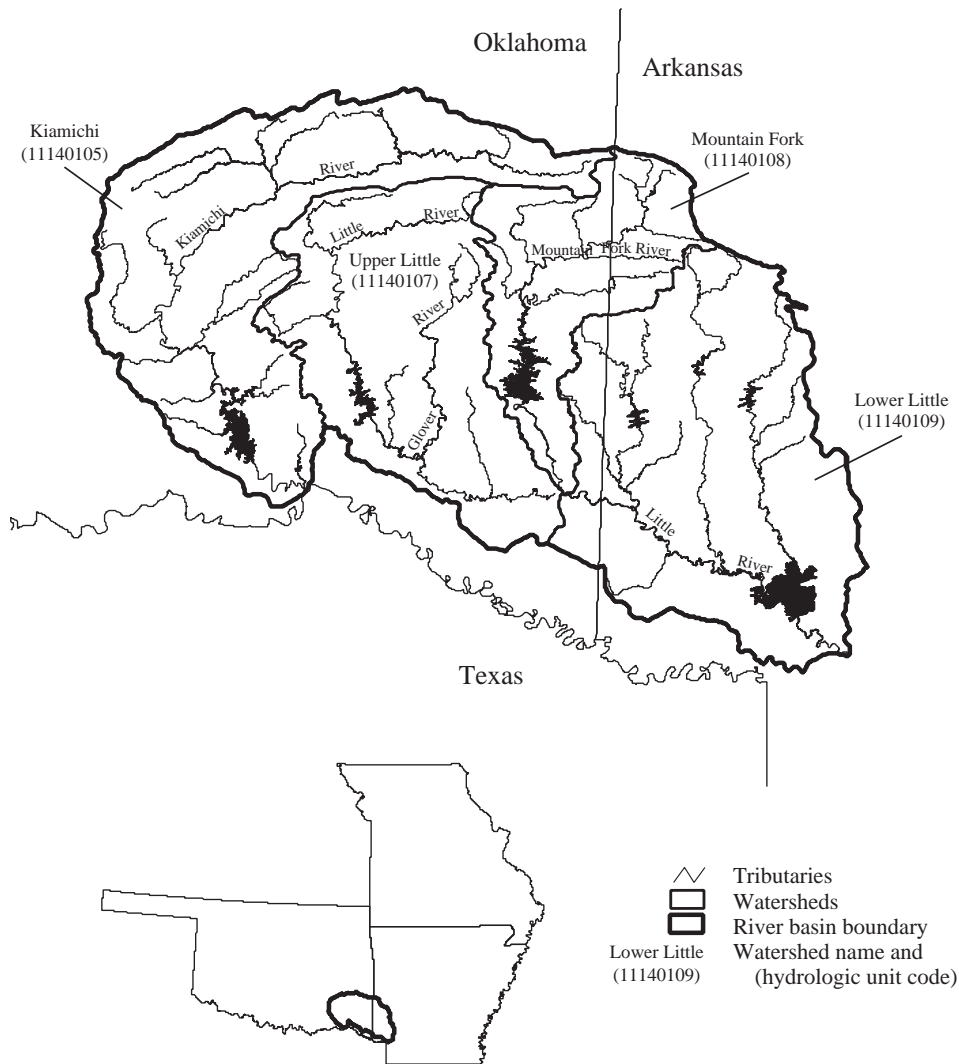 Oklahoma
Arkansas
Kiamichi
(11140105)
Mountain Fork
(11140108)
River
Kiamichi
Little
River
Mountain Fork River
Upper Little
(11140107)
River
Glover
Lower Little
(11140109)
Little
River
Texas
Tributaries
Watersheds
River basin boundary
Lower Little
(11140109)
Watershed name and
(hydrologic unit code)